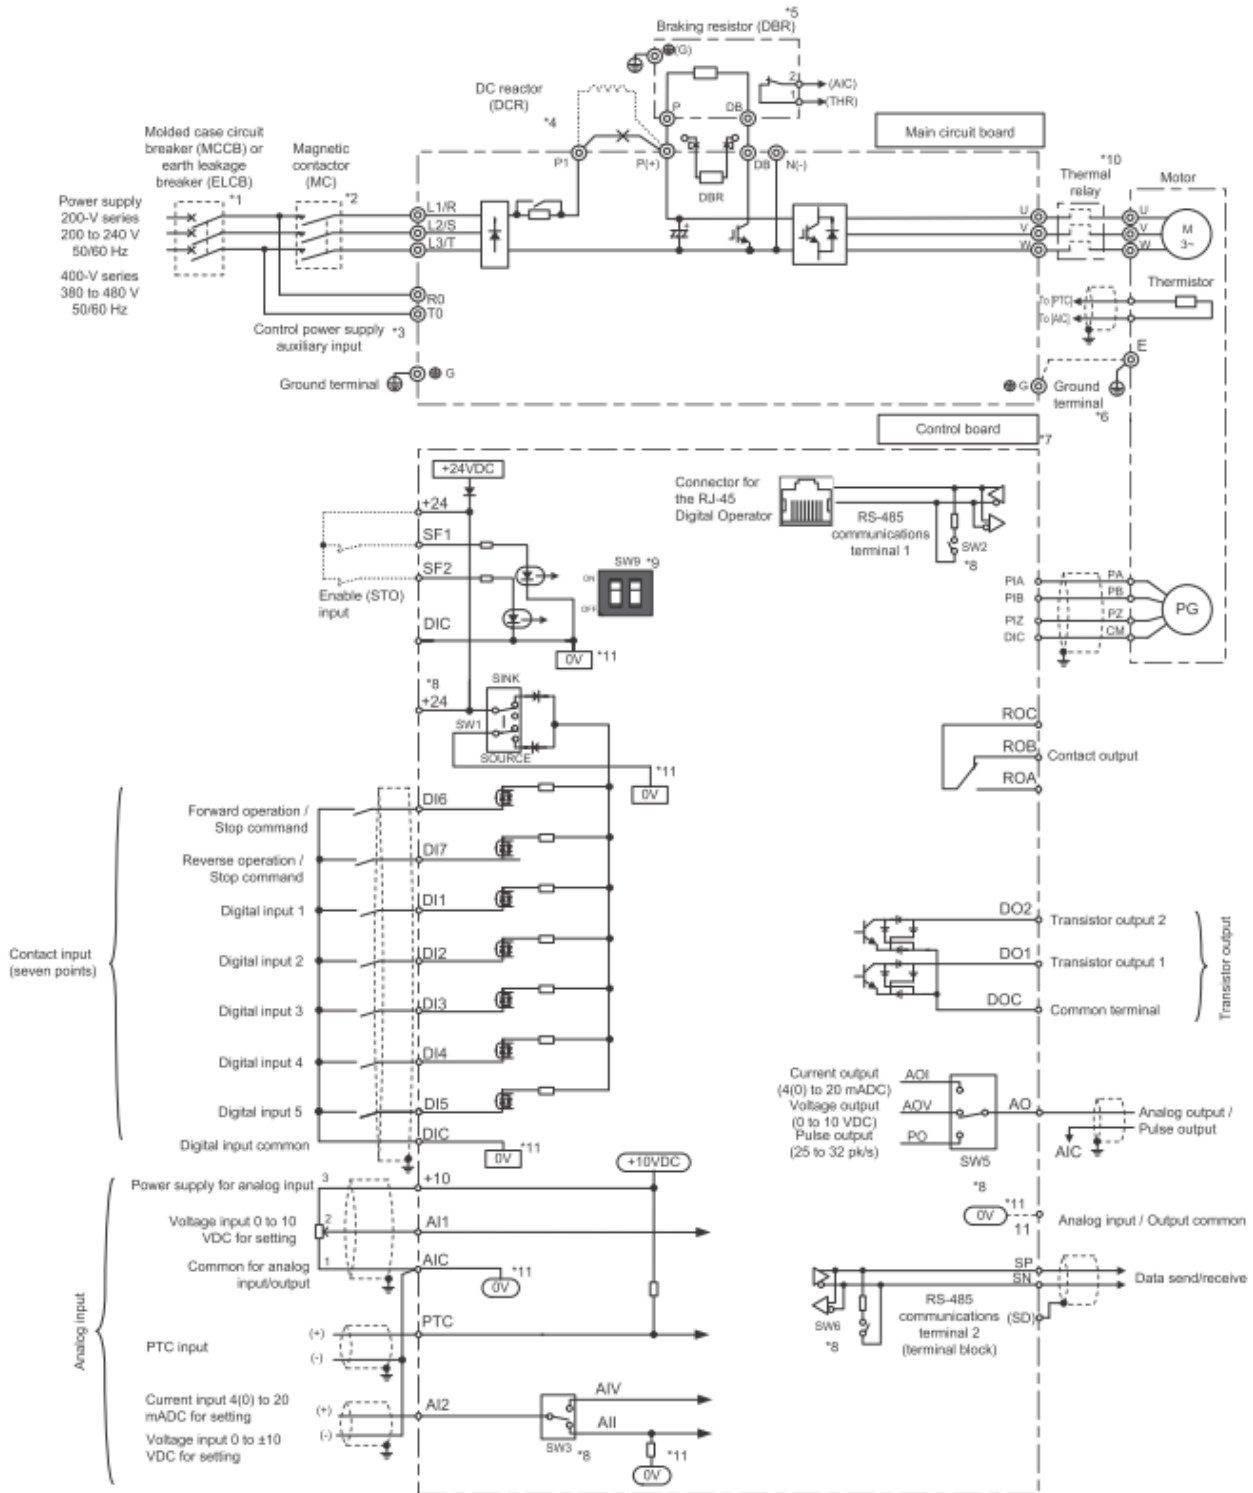 *5
Braking resistor (DBR)
(G)
2
(AIC)
1
(THR)
DC reactor
(DCR)
*4
P
DB
Main circuit board
Molded case circuit
breaker (MCCB) or
earth leakage
breaker (ELCB)
*1
Magnetic
contactor
(MC)
*2
P1
P(+)
DB
N(-)
DBR
*10
Thermal
relay
Motor
Power supply
200-V series
200 to 240 V
50/60 Hz
400-V series
380 to 480 V
50/60 Hz
L1/R
L2/S
L3/T
+
U
V
W
U
V
W
M
3~
R0
T0
Control power supply
auxiliary input
*3
Thermistor
To [PTC]
To [AIC]
E
Ground terminal
G
G
Ground
terminal
*6
Control board
*7
+24VDC
+24
SF1
SF2
Enable (STO)
input
DIC
0V
*11
SW9
*9
ON
OFF
Connector for
the RJ-45
Digital Operator
RS-485
communications
terminal 1
SW2
*8
PIA
PIB
PIZ
DIC
PA
PB
PZ
CM
PG
*8
+24
SINK
SW1
SOURCE
*11
0V
ROC
ROB
ROA
Contact output
Contact input
(seven points)
Forward operation /
Stop command
DI6
Reverse operation /
Stop command
DI7
Digital input 1
DI1
Digital input 2
DI2
Digital input 3
DI3
Digital input 4
DI4
Digital input 5
DI5
Digital input common
DIC
0V
*11
DO2
Transistor output 2
DO1
Transistor output 1
DOC
Common terminal
Transistor output
Current output
(4(0) to 20 mADC)
Voltage output
(0 to 10 VDC)
Pulse output
(25 to 32 pk/s)
AOI
AOV
PO
SW5
*8
AO
Analog output /
Pulse output
AIC
Analog input
Power supply for analog input
3
+10
+10VDC
Voltage input 0 to 10
VDC for setting
2
AI1
Common for analog
input/output
1
AIC
0V
*11
PTC input
(+)
(-)
PTC
Current input 4(0) to 20
mADC for setting
Voltage input 0 to ±10
VDC for setting
(+)
(-)
AI2
AIV
AII
SW3
*8
*11
0V
0V
*11
11
Analog input / Output common
SP
SN
Data send/receive
RS-485
communications
terminal 2
(terminal block)
(SD)
SW6
*8